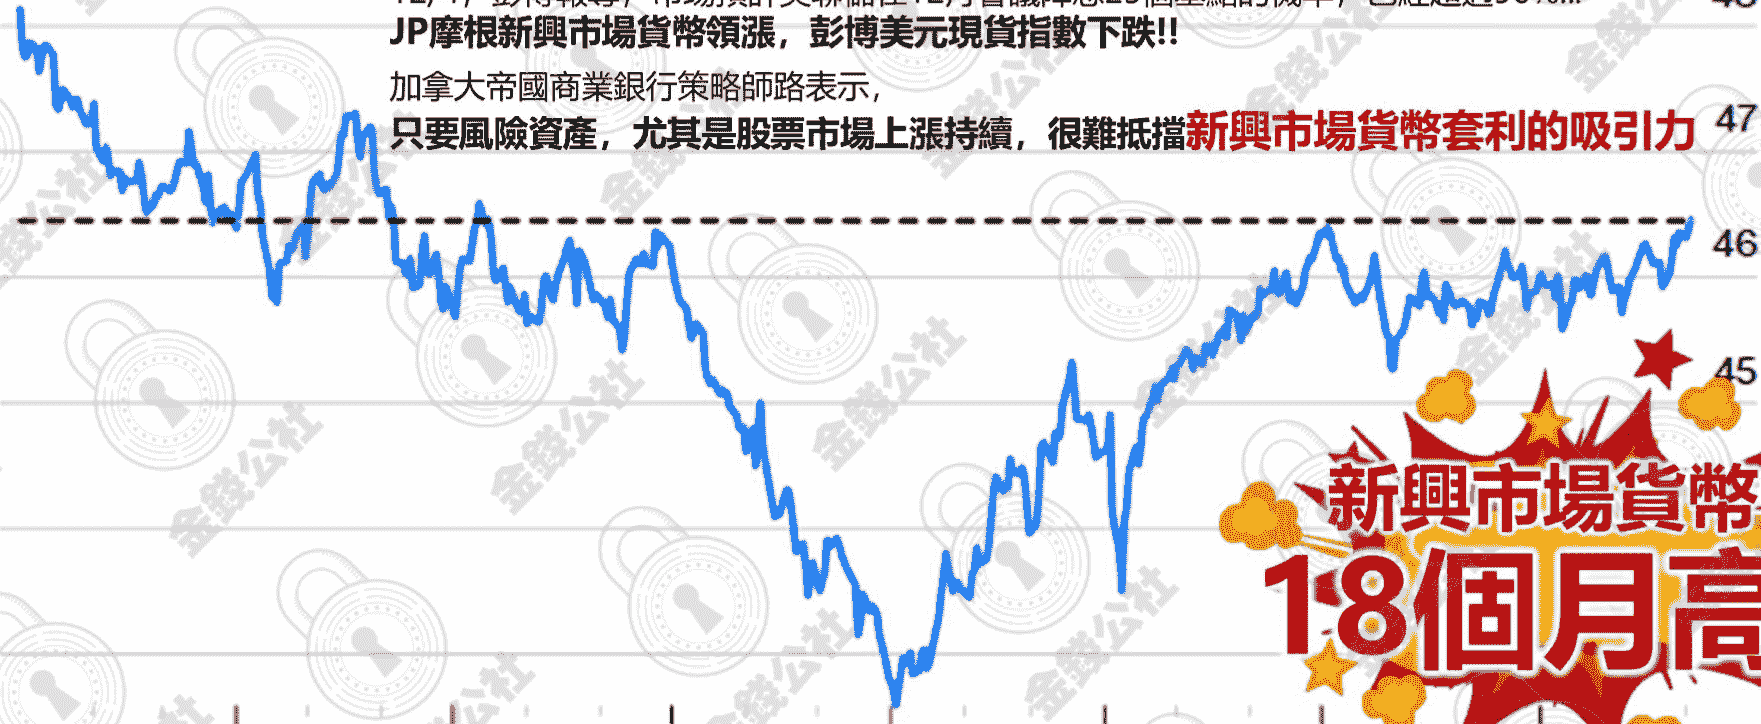 JP摩根新興市場貨幣領漲，彭博美元現貨指數下跌!!
加拿大帝國商業銀行策略師路表示，
只要風險資產，尤其是股票市場上漲持續，很難抵擋新興市場貨幣套利的吸引力
47
46
45
新興市場貨幣
18個月高
金錢公社